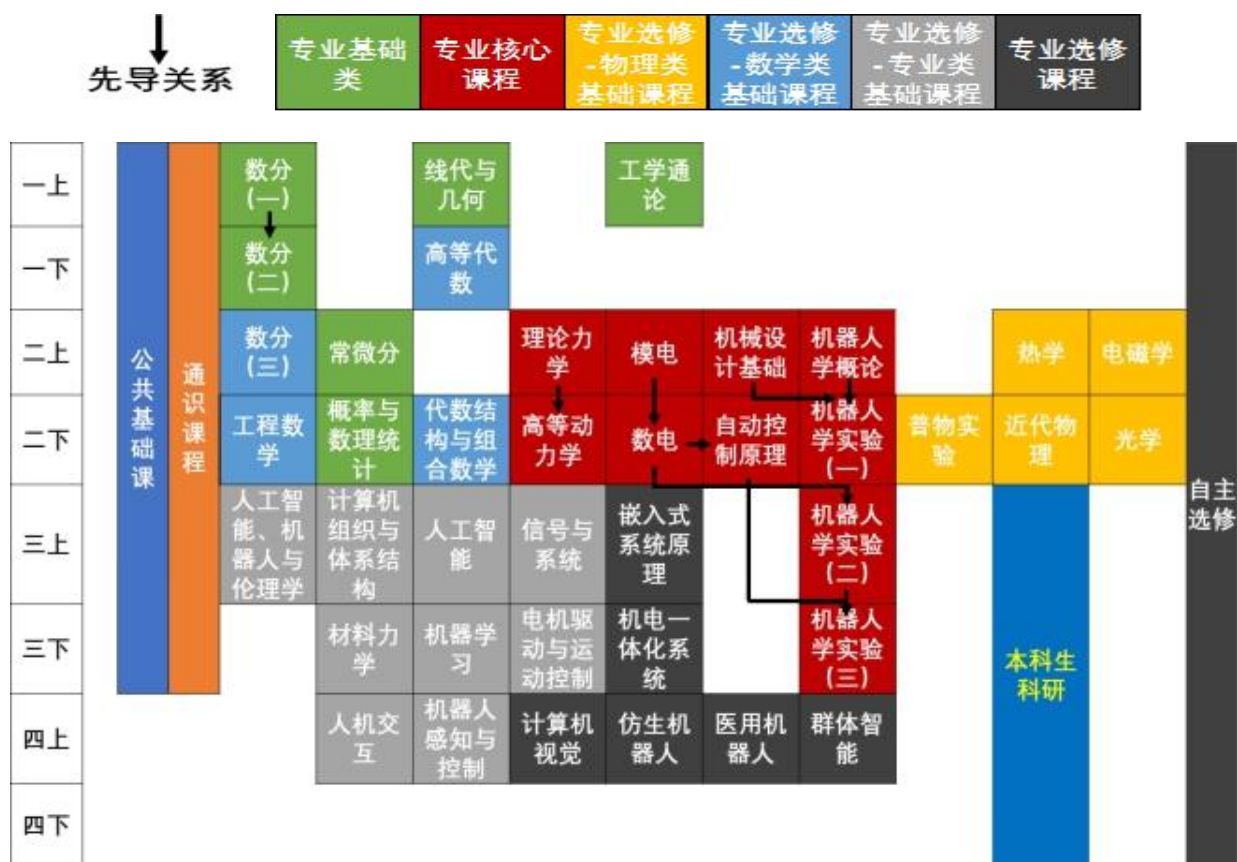 先导关系
专业基础
类
专业核心
课程
专业选修
-物理类
基础课程
专业选修
-数学类
基础课程
专业选修
-专业类
基础课程
专业选修
课程
一上
一下
二上
二下
三上
三下
四上
四下
公共基础课
通识课程
数分
(一)
线代与
几何
工学通
论
数分
(二)
高等代
数
数分
(三)
常微分
理论力
学
模电
机械设
计基础
机器人
学概论
热学
电磁学
工程数
学
概率与
数理统
计
代数结
构与组
合数学
高等动
力学
数电
自动控
制原理
机器人
学实验
(一)
普物实
验
近代物
理
光学
人工智
能、机
器人与
伦理学
计算机
组织与
体系结
构
人工智
能
信号与
系统
嵌入式
系统原
理
机器人
学实验
(二)
材料力
学
机器学
习
电机驱
动与运
动控制
机电一
体化系
统
机器人
学实验
(三)
本科生
科研
人机交
互
机器人
感知与
控制
计算机
视觉
仿生机
器人
医用机
器人
群体智
能
自主
选修